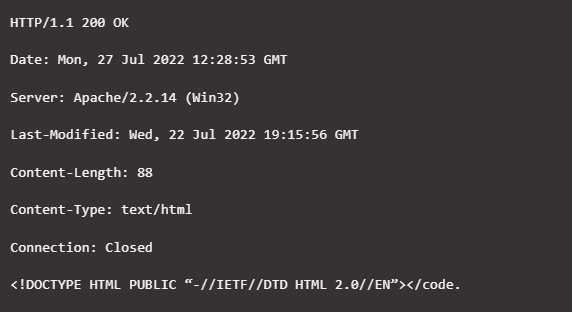 HTTP/1.1 200 OK
Date: Mon, 27 Jul 2022 12:28:53 GMT
Server: Apache/2.2.14 (Win32)
Last-Modified: Wed, 22 Jul 2022 19:15:56 GMT
Content-Length: 88
Content-Type: text/html
Connection: Closed
<!DOCTYPE HTML PUBLIC “-//IETF//DTD HTML 2.0//EN”></code.